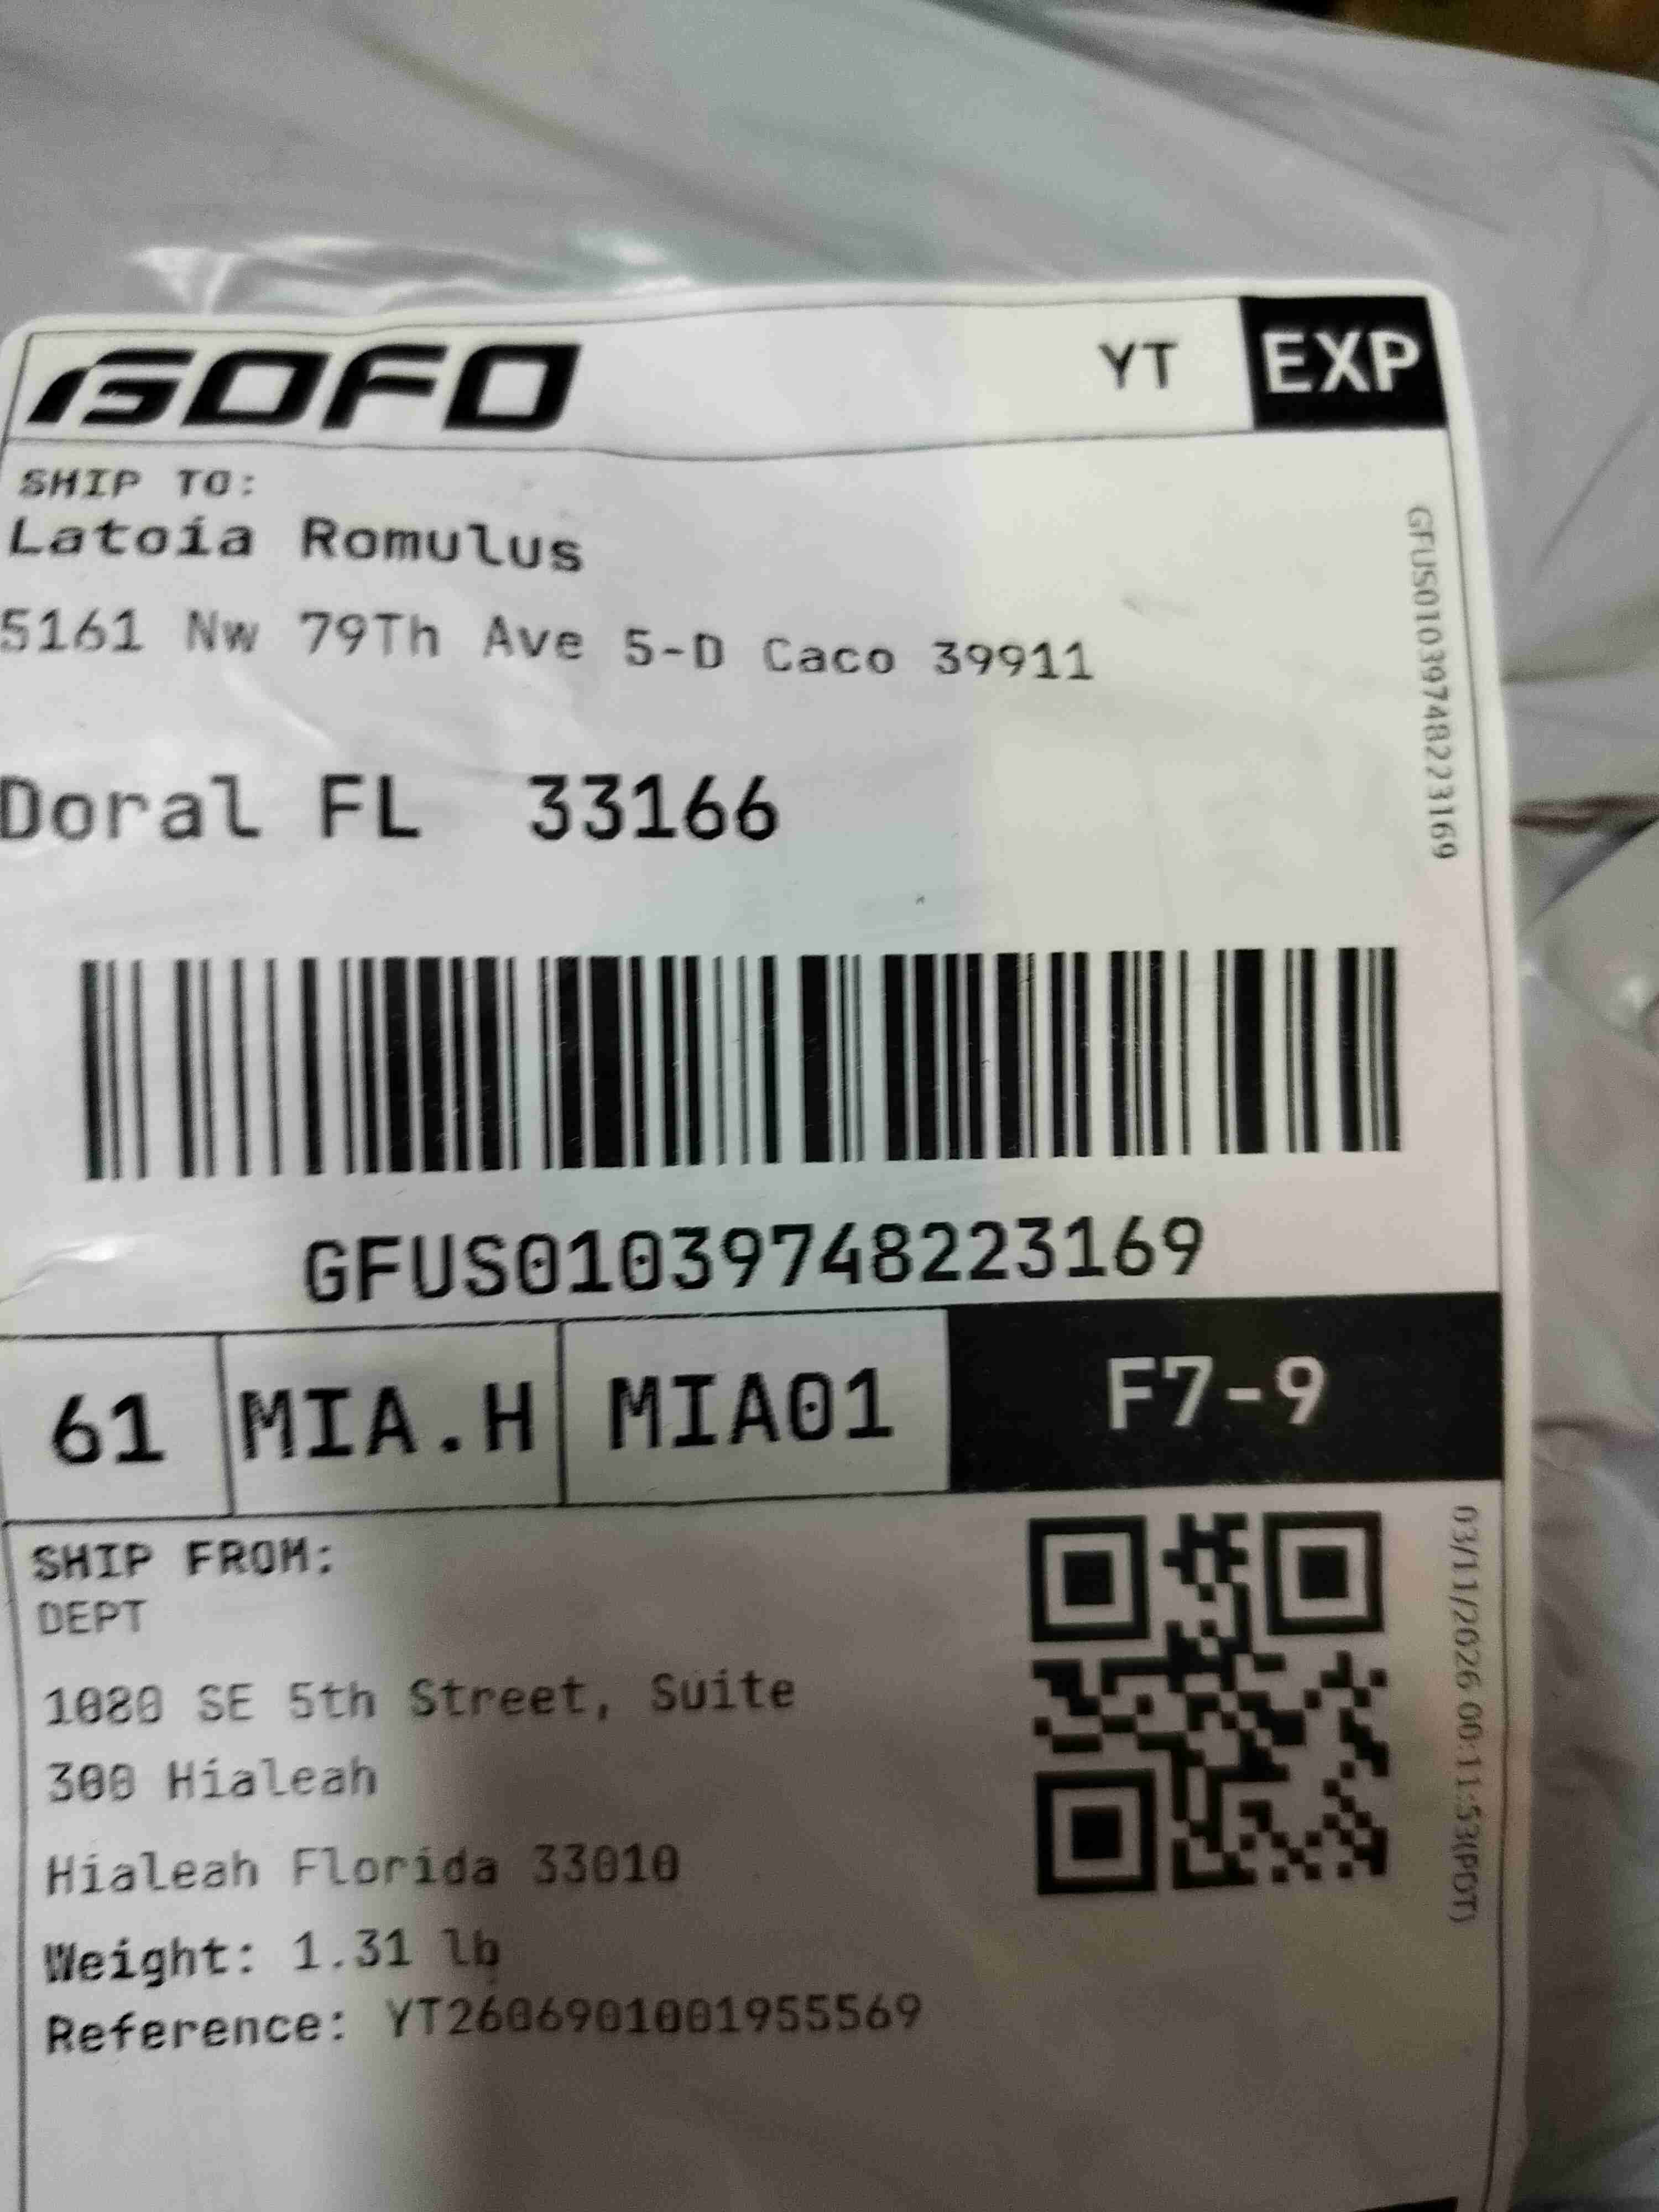 GOFO
YT
EXP
SHIP TO:
Latoia Romulus
5161 Nw 79Th Ave 5-D Caco 39911
Doral FL 33166
GFUS01039748223169
GFUS01039748223169
61
MIA.H
MIA01
F7-9
SHIP FROM:
DEPT
1080 SE 5th Street, Suite
300 Hialeah
Hialeah Florida 33010
Weight: 1.31 lb
Reference: YT2606901001955569
03/11/2026 00:11:53(PDT)